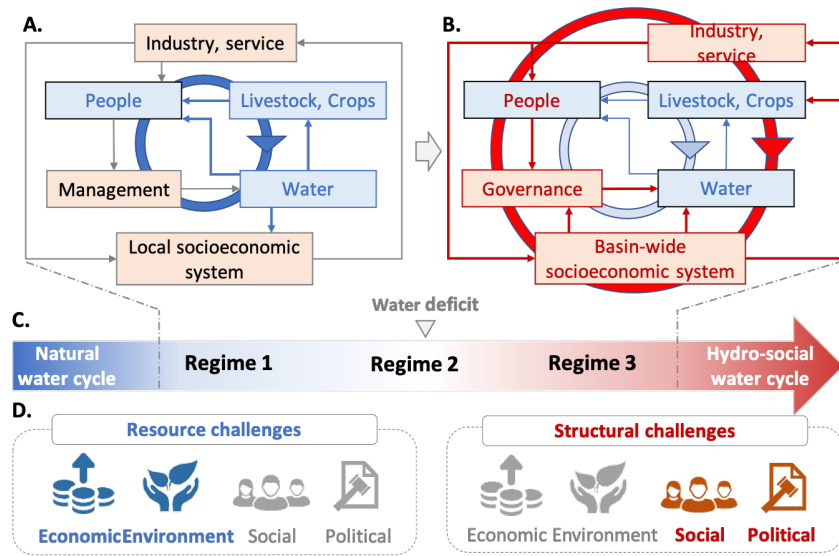 A.
Industry, service
People
Livestock, Crops
Management
Water
Local socioeconomic
system
B.
Industry,
service
People
Livestock, Crops
Governance
Water
Basin-wide
socioeconomic system
Water deficit
C.
Natural
water cycle
Regime 1
Regime 2
Regime 3
Hydro-social
water cycle
D.
Resource challenges
Economic Environment Social Political
Structural challenges
Economic Environment Social Political